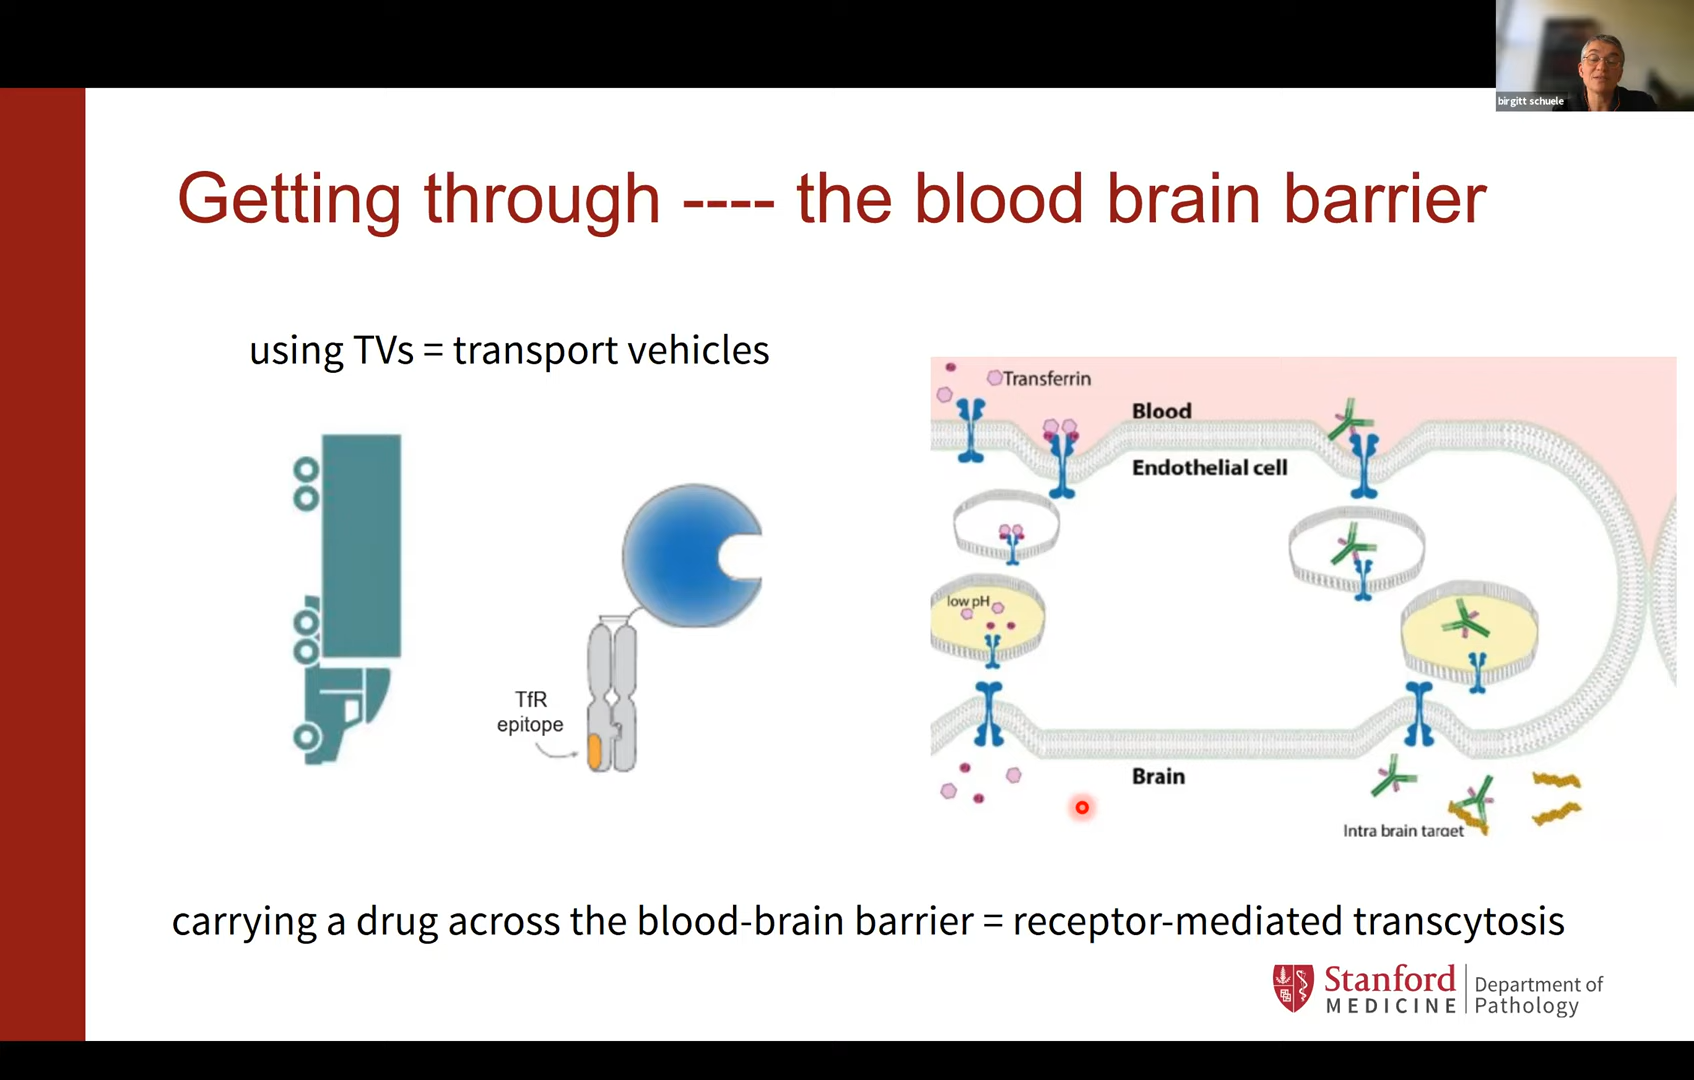 birgitt schuele
Getting through ---- the blood brain barrier
using TVs = transport vehicles
TfR
epitope
Transferrin
Blood
Endothelial cell
low pH
Brain
Intra brain target
carrying a drug across the blood-brain barrier = receptor-mediated transcytosis
Stanford
MEDICINE
Department of
Pathology